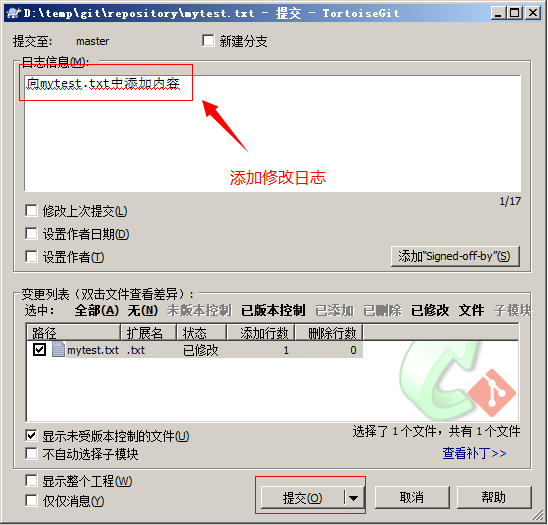 D:\temp\git\repository\mytest.txt - 提交 - TortoiseGit
提交至: master 新建分支
日志信息(M):
向mytest.txt中添加内容
添加修改日志
1/17
修改上次提交(L)
设置作者日期(D)
设置作者(T)
添加"Signed-off-by"(S)
变更列表（双击文件查看差异）:
选中: 全部(A) 无(N) 未版本控制 已版本控制 已添加 已删除 已修改 文件 子模块
路径 扩展名 状态 添加行数 删除行数
mytest.txt .txt 已修改 1 0
显示未受版本控制的文件(U)
选择了 1 个文件，共有 1 个文件
不自动选择子模块
查看补丁>>
显示整个工程(W)
仅仅消息(Y)
提交(O) 取消 帮助